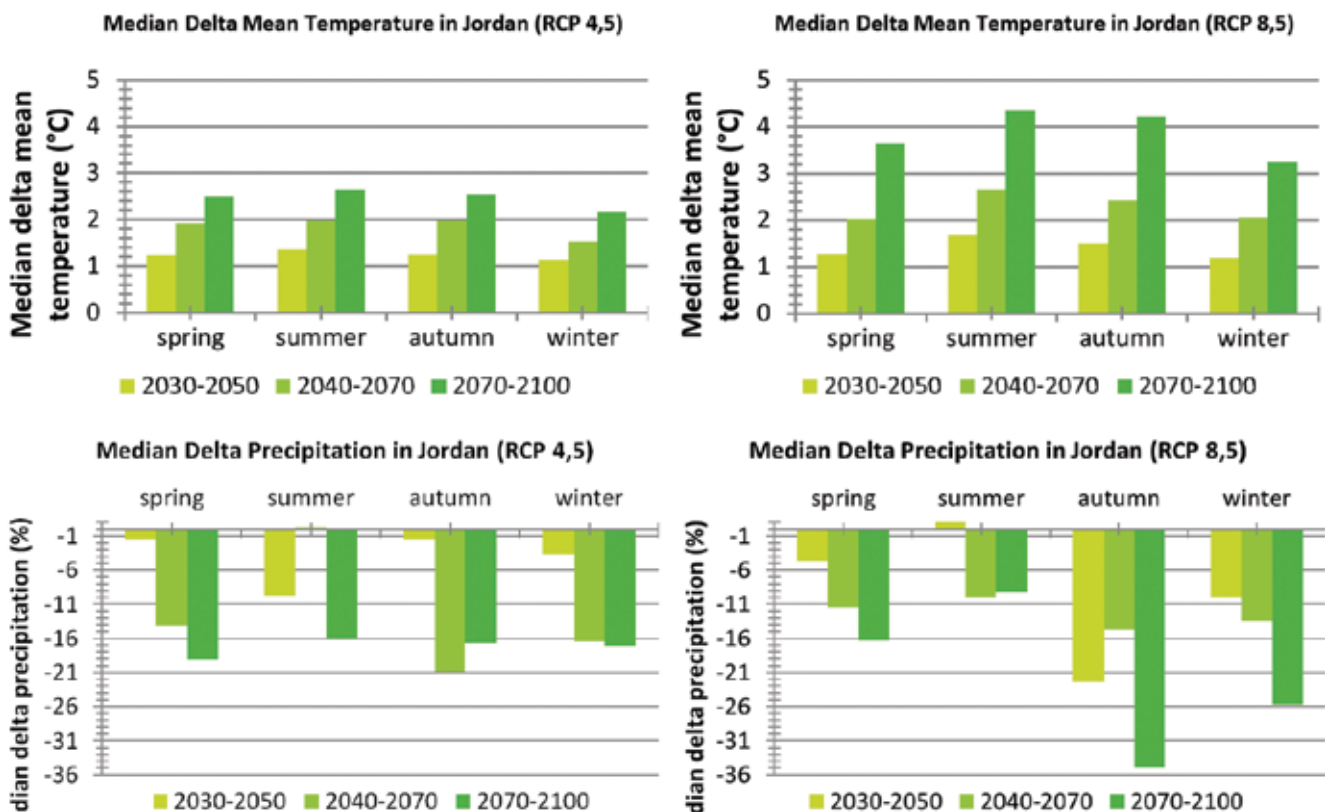 Median Delta Mean Temperature in Jordan (RCP 4,5)
Median delta mean
temperature (°C)
5
4
3
2
1
0
spring summer autumn winter
2030-2050 2040-2070 2070-2100
Median Delta Mean Temperature in Jordan (RCP 8,5)
Median delta mean
temperature (°C)
5
4
3
2
1
0
spring summer autumn winter
2030-2050 2040-2070 2070-2100
Median Delta Precipitation in Jordan (RCP 4,5)
spring summer autumn winter
dian delta precipitation (%)
-1
-6
-11
-16
-21
-26
-31
-36
2030-2050 2040-2070 2070-2100
Median Delta Precipitation in Jordan (RCP 8,5)
spring summer autumn winter
dian delta precipitation (%)
-1
-6
-11
-16
-21
-26
-31
-36
2030-2050 2040-2070 2070-2100